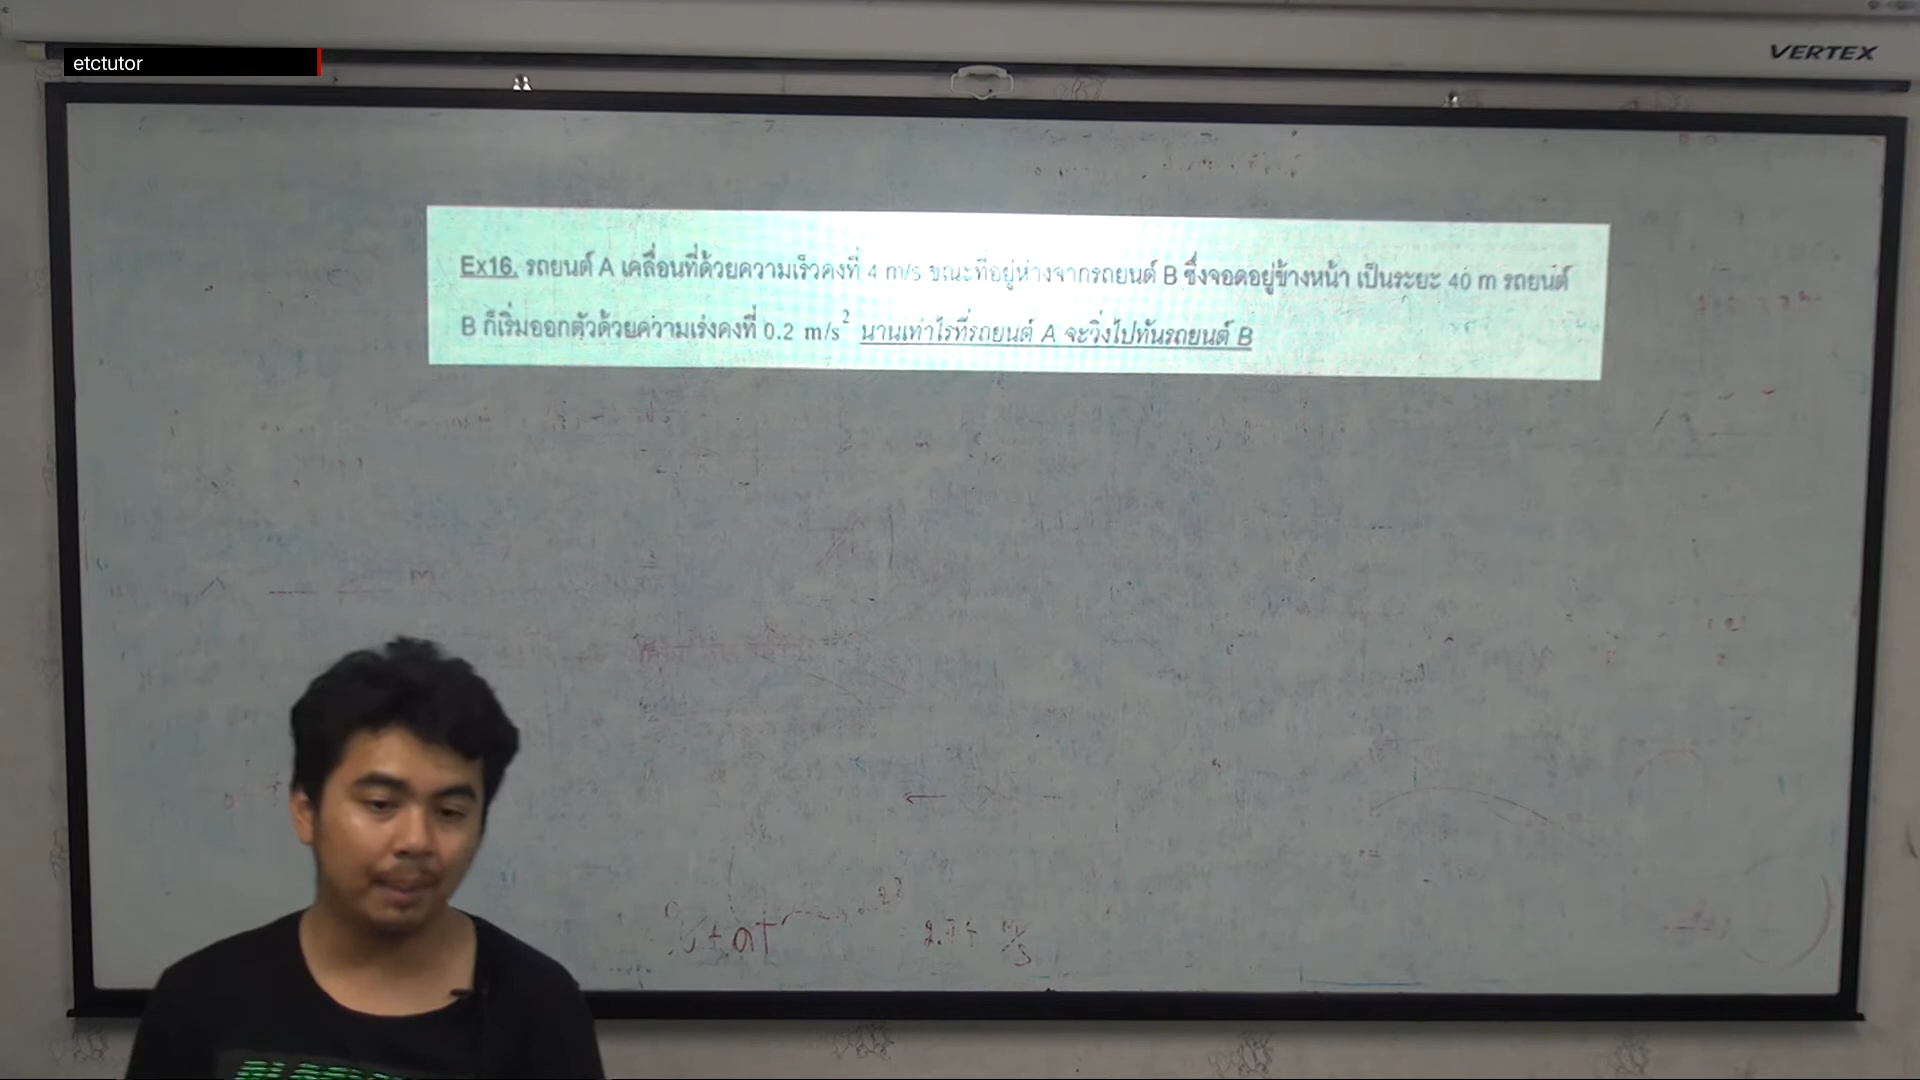 etctutor
VERTEX
Ex16. รถยนต์ A เคลื่อนที่ด้วยความเร็วคงที่ 4 m/s ขณะที่อยู่ห่างจากรถยนต์ B ซึ่งจอดอยู่ข้างหน้า เป็นระยะ 40 m รถยนต์
B ก็เริ่มออกตัวด้วยความเร่งคงที่ 0.2 m/s² นานเท่าไรที่รถยนต์ A จะวิ่งไปทันรถยนต์ B